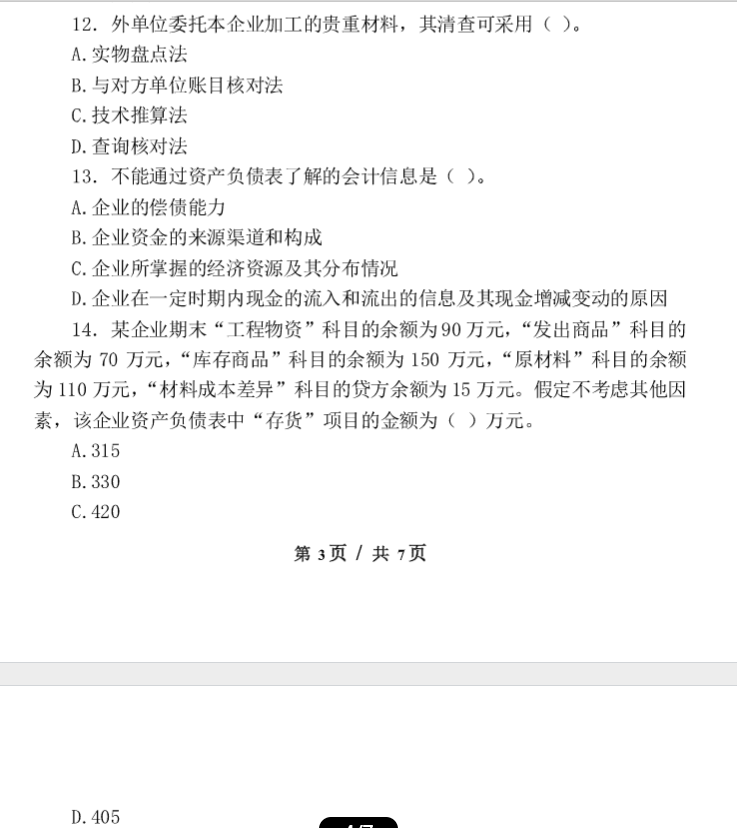 12. 外单位委托本企业加工的贵重材料，其清查可采用（ ）。
A.实物盘点法
B.与对方单位账目核对法
C.技术推算法
D.查询核对法
13. 不能通过资产负债表了解的会计信息是（ ）。
A.企业的偿债能力
B.企业资金的来源渠道和构成
C.企业所掌握的经济资源及其分布情况
D.企业在一定时期内现金的流入和流出的信息及其现金增减变动的原因
14. 某企业期末“工程物资”科目的余额为90万元，“发出商品”科目的
余额为 70 万元，“库存商品”科目的余额为 150 万元，“原材料”科目的余额
为110万元，“材料成本差异”科目的贷方余额为15万元。假定不考虑其他因
素，该企业资产负债表中“存货”项目的金额为（ ）万元。
A.315
B.330
C.420
第 3页 / 共 7页
D.405